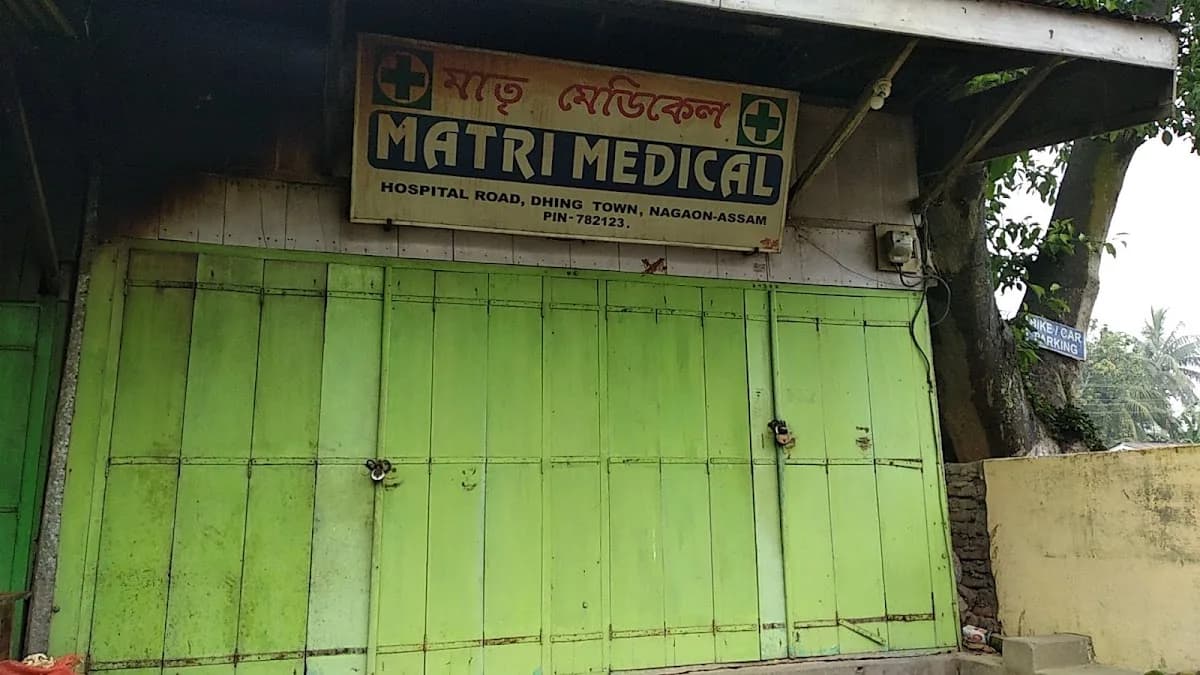 মাতৃ মেডিকেল
MATRI MEDICAL
HOSPITAL ROAD, DHING TOWN, NAGAON-ASSAM
PIN-782123.
BIKE / CAR
PARKING